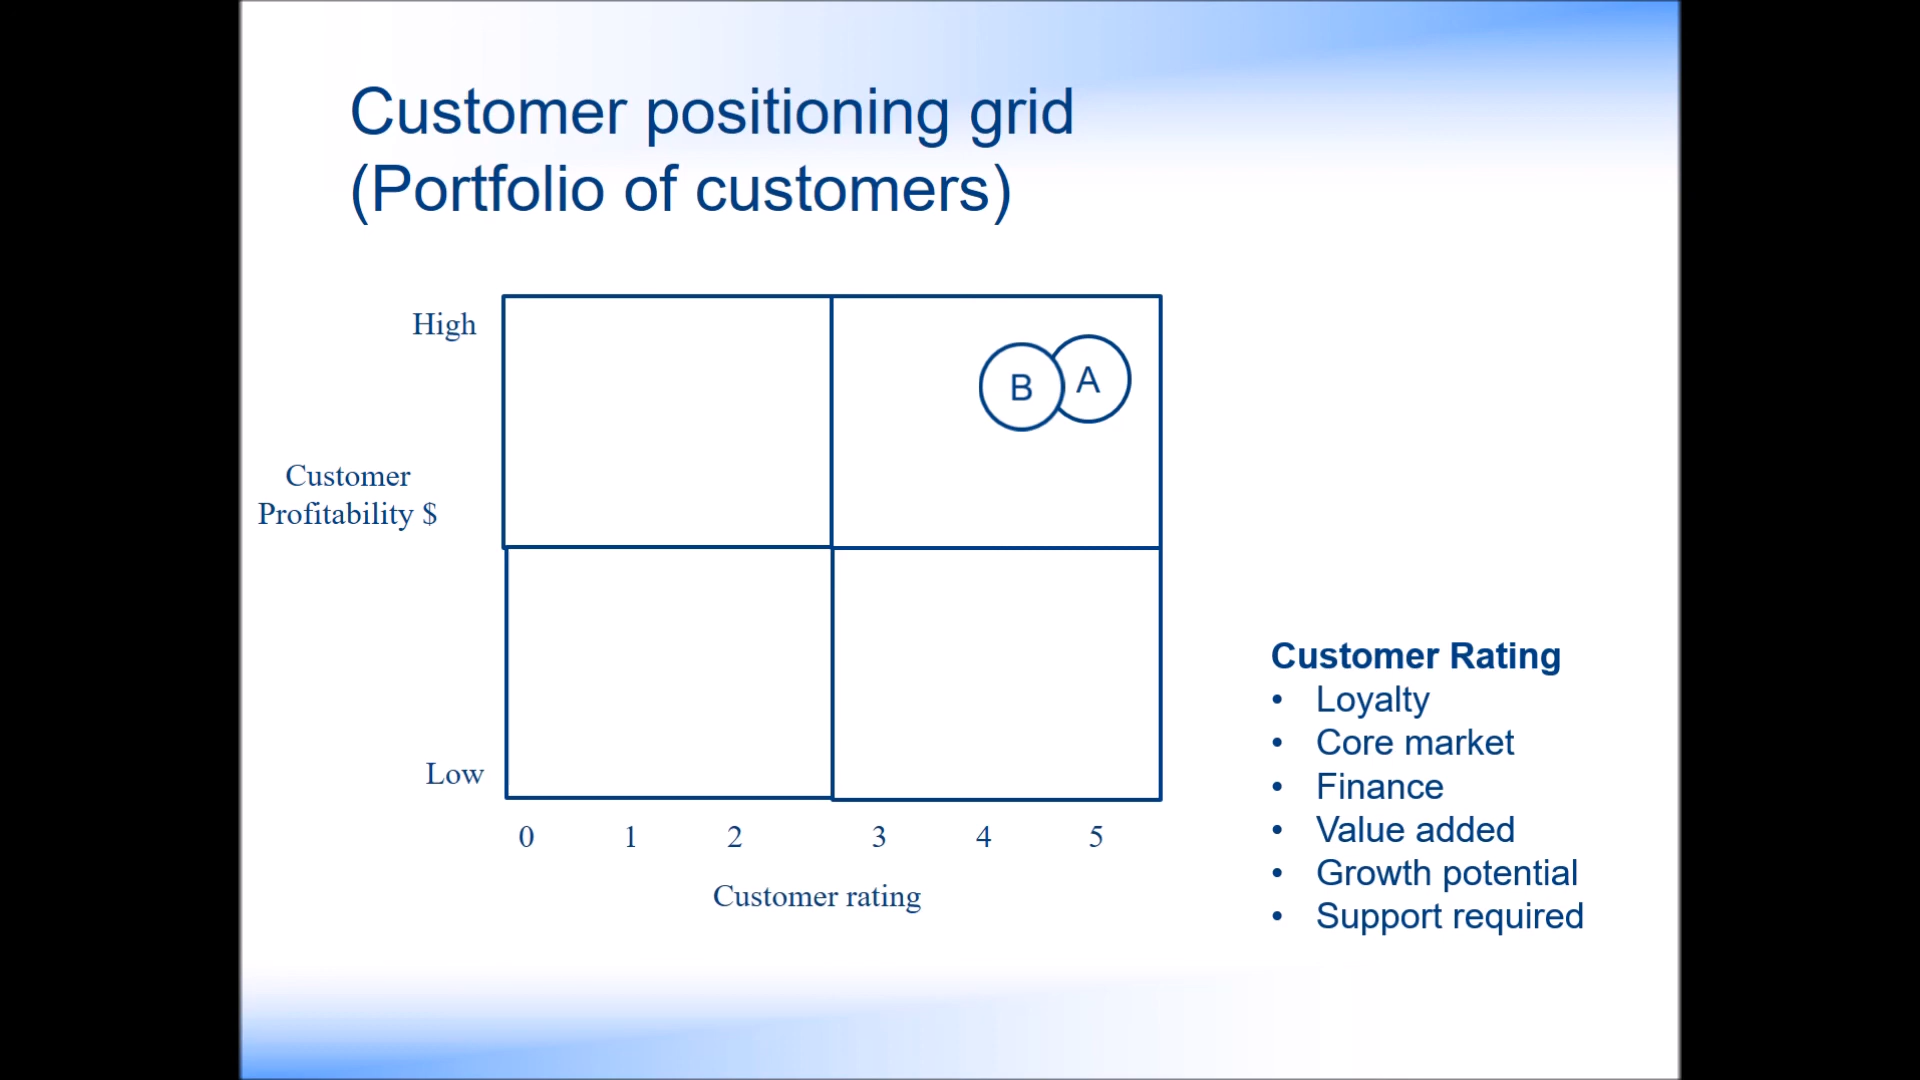 Customer positioning grid
(Portfolio of customers)
High
B
A
Customer
Profitability $
Low
0 1 2 3 4 5
Customer rating
Customer Rating
• Loyalty
• Core market
• Finance
• Value added
• Growth potential
• Support required